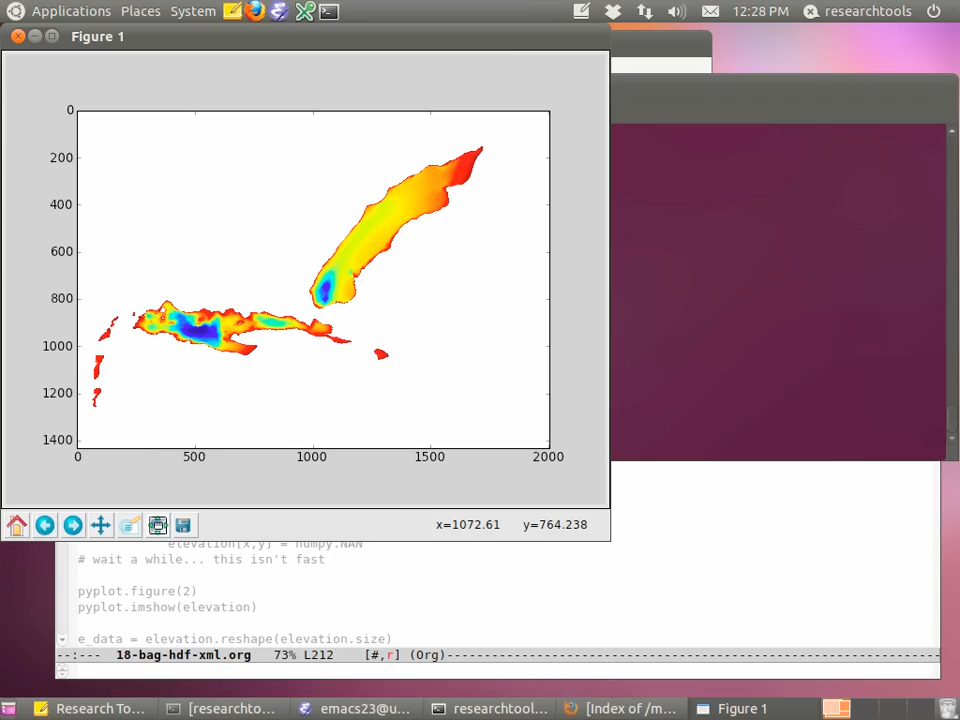 Applications Places System 12:28 PM researchtools
Figure 1
0
200
400
600
800
1000
1200
1400
0 500 1000 1500 2000
x=1072.61 y=764.238
elevation[x,y] = numpy.NAN
# wait a while... this isn't fast
pyplot.figure(2)
pyplot.imshow(elevation)
e_data = elevation.reshape(elevation.size)
--:--- 18-bag-hdf-xml.org 73% L212 [#,r] (Org)
Research To... [researchto... emacs23@u... researchtool... [Index of /m... Figure 1